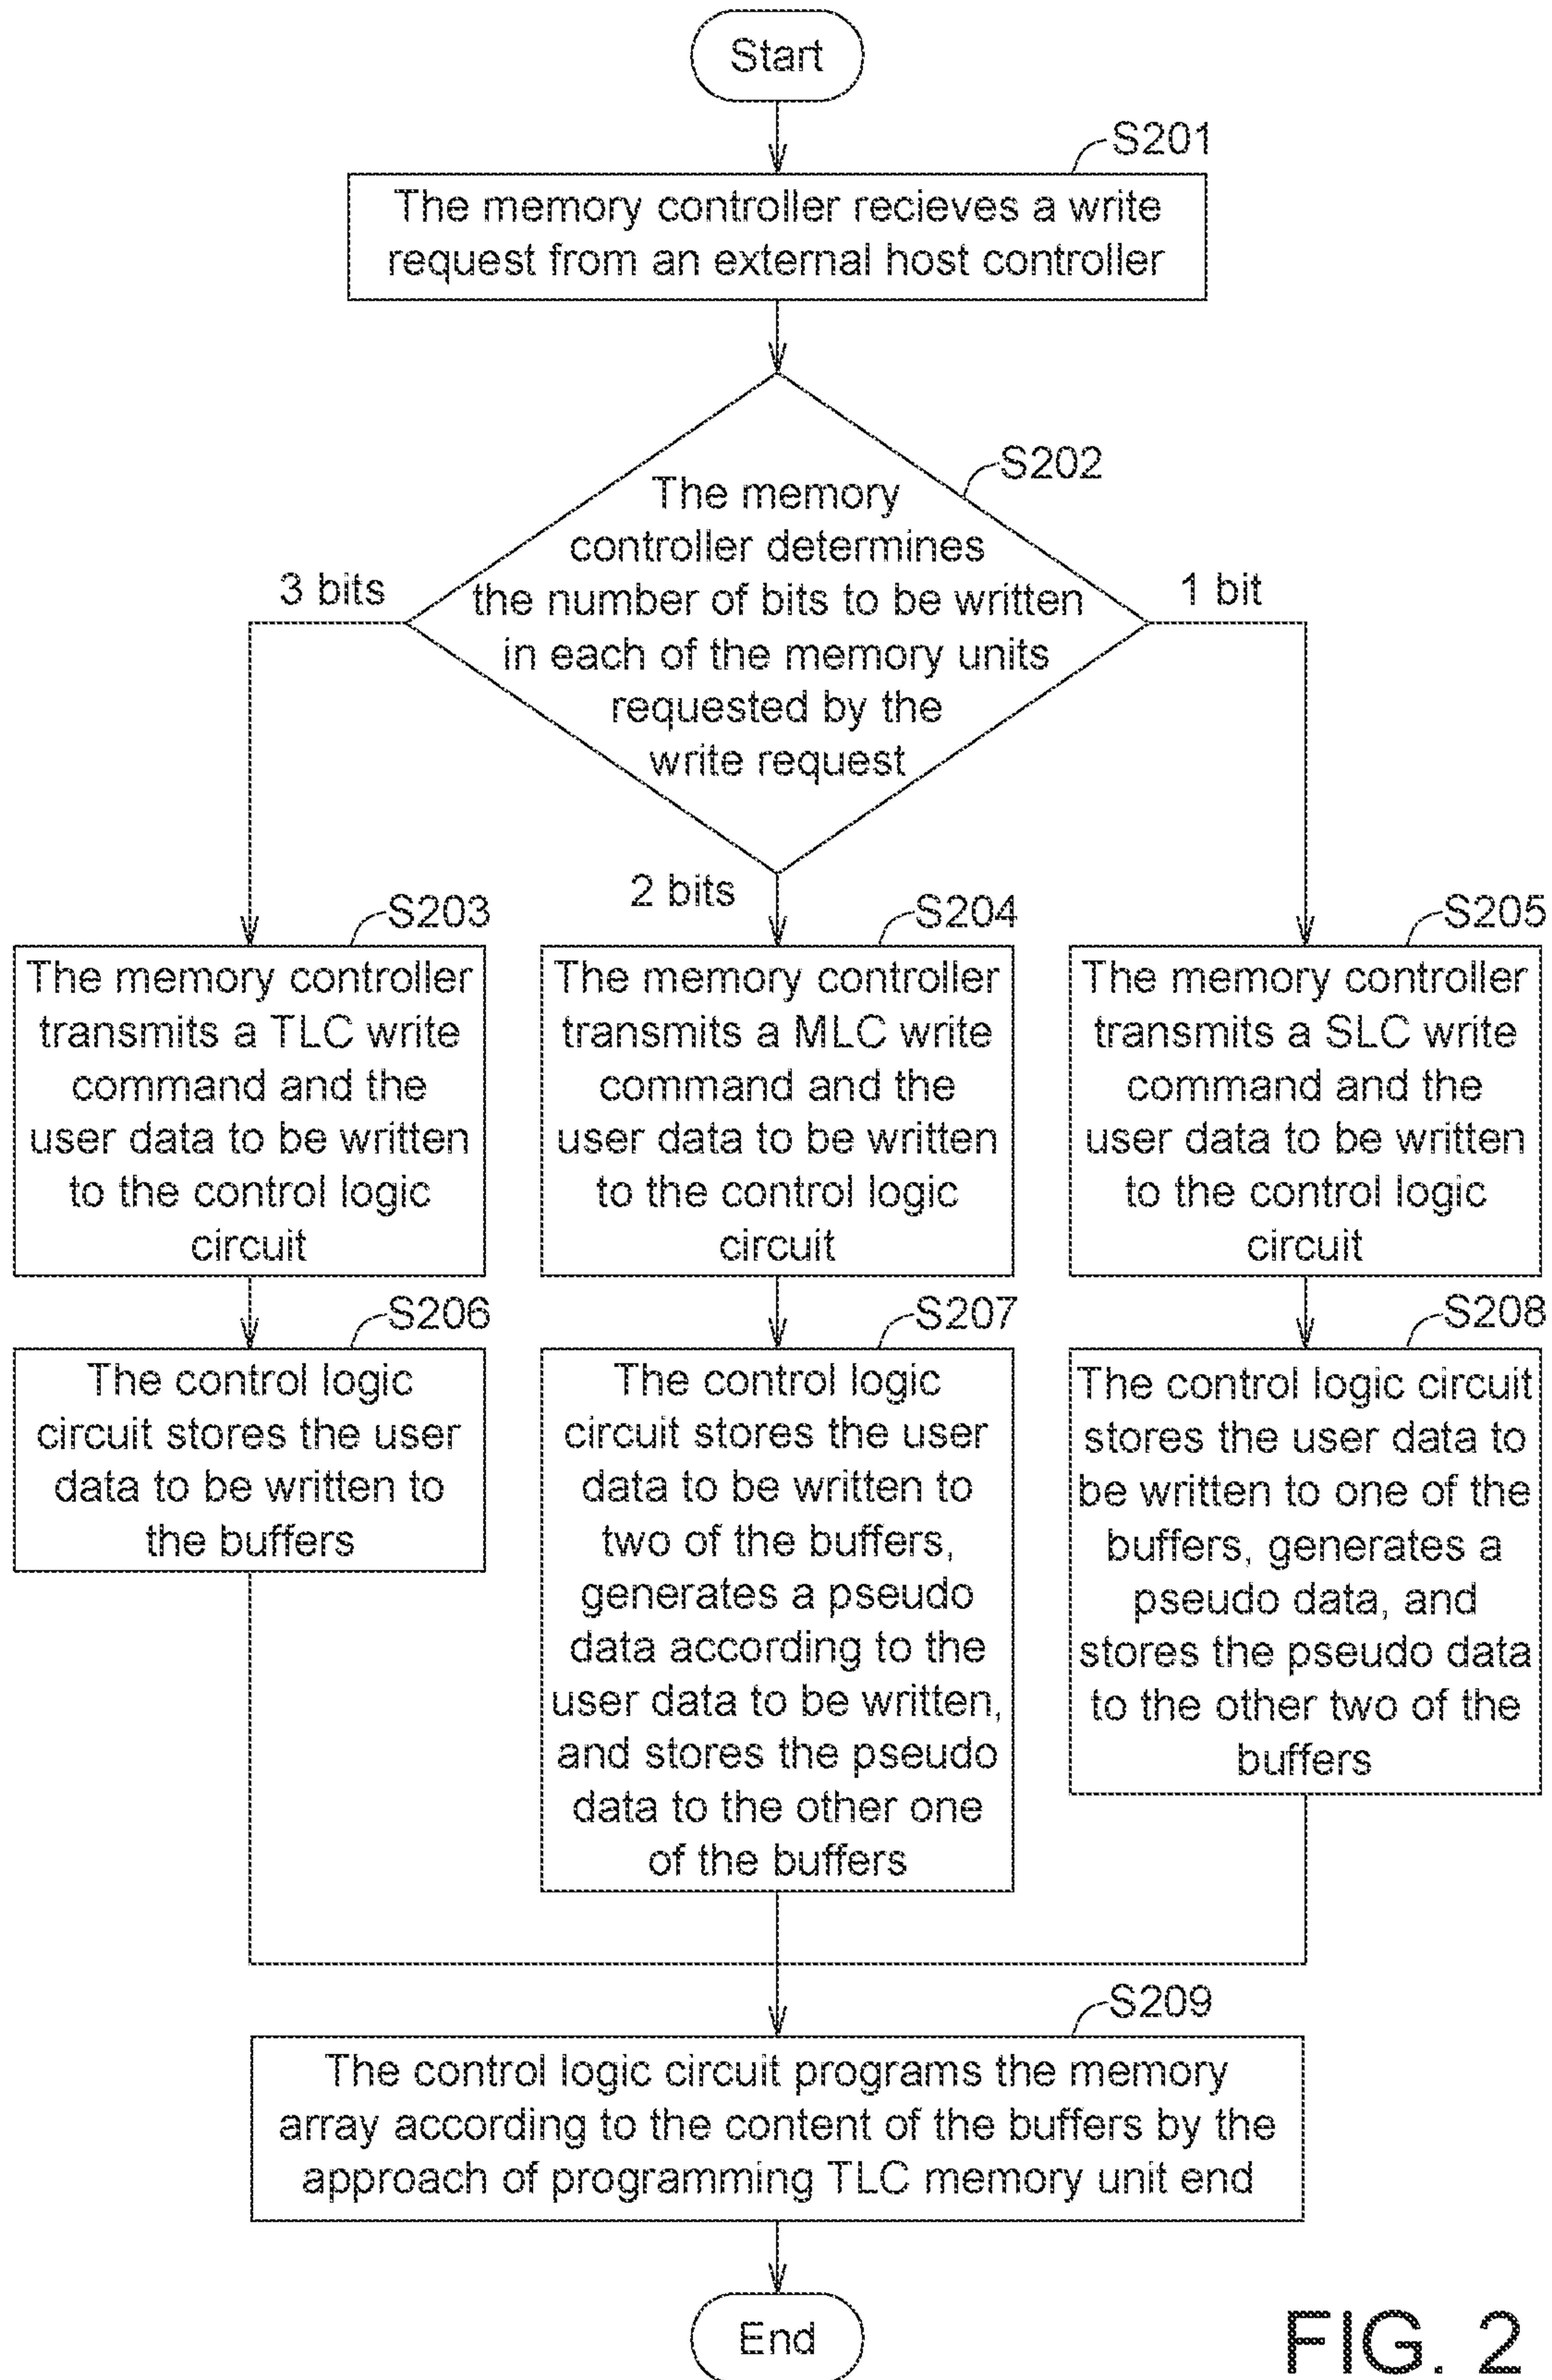 Start
S201
The memory controller recieves a write
request from an external host controller
S202
The memory
controller determines
the number of bits to be written
in each of the memory units
requested by the
write request
3 bits
1 bit
2 bits
S203
The memory controller
transmits a TLC write
command and the
user data to be written
to the control logic
circuit
S204
The memory controller
transmits a MLC write
command and the
user data to be written
to the control logic
circuit
S205
The memory controller
transmits a SLC write
command and the
user data to be written
to the control logic
circuit
S206
The control logic
circuit stores the user
data to be written to
the buffers
S207
The control logic
circuit stores the user
data to be written to
two of the buffers,
generates a pseudo
data according to the
user data to be written,
and stores the pseudo
data to the other one
of the buffers
S208
The control logic circuit
stores the user data to
be written to one of the
buffers, generates a
pseudo data, and
stores the pseudo data
to the other two of the
buffers
S209
The control logic circuit programs the memory
array according to the content of the buffers by the
approach of programming TLC memory unit end
End
FIG. 2